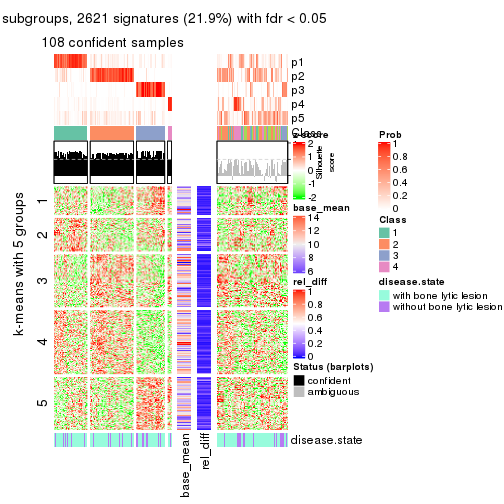 subgroups, 2621 signatures (21.9%) with fdr < 0.05
108 confident samples
p1
p2
p3
p4
p5
Class
Silhouette
score
k-means with 5 groups
1
2
3
4
5
base_mean
rel_diff
disease.state
z-score
2
1
0
-1
-2
base_mean
14
12
10
8
6
rel_diff
1
0.8
0.6
0.4
0.2
0
Status (barplots)
confident
ambiguous
Prob
1
0.8
0.6
0.4
0.2
0
Class
1
2
3
4
disease.state
with bone lytic lesion
without bone lytic lesion